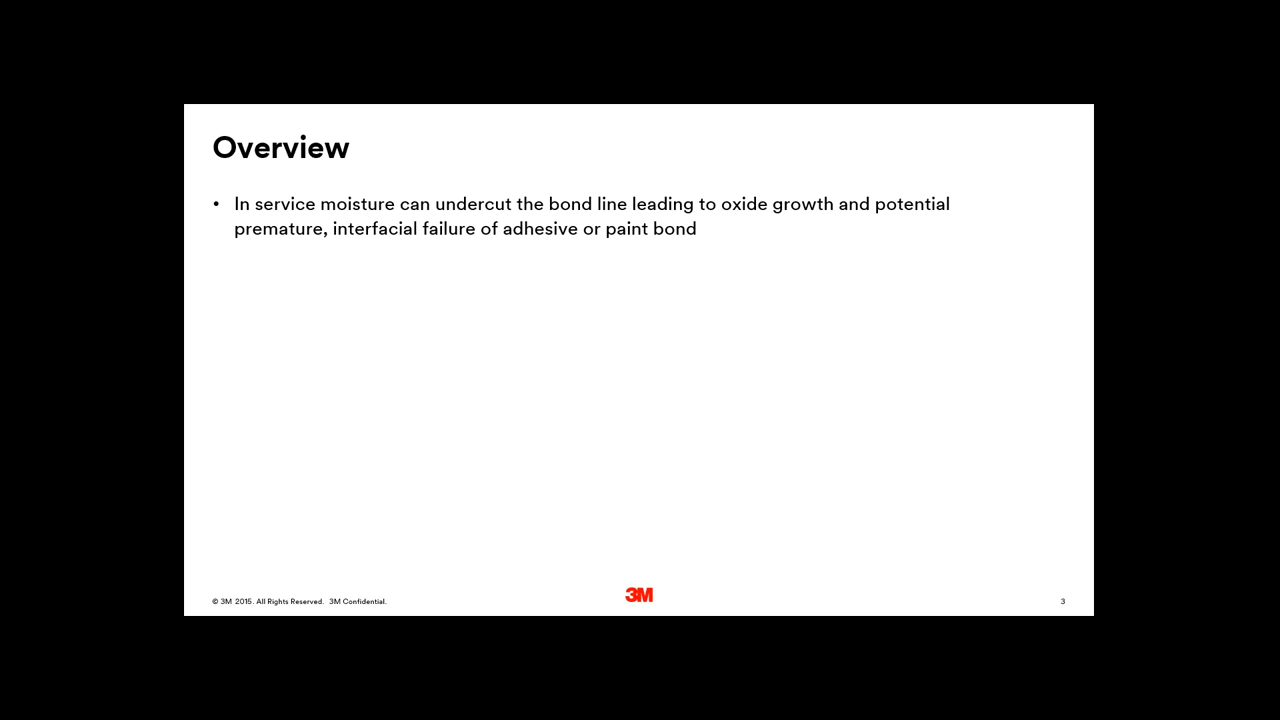 Overview
• In service moisture can undercut the bond line leading to oxide growth and potential
premature, interfacial failure of adhesive or paint bond
© 3M 2015. All Rights Reserved. 3M Confidential.
3M
3